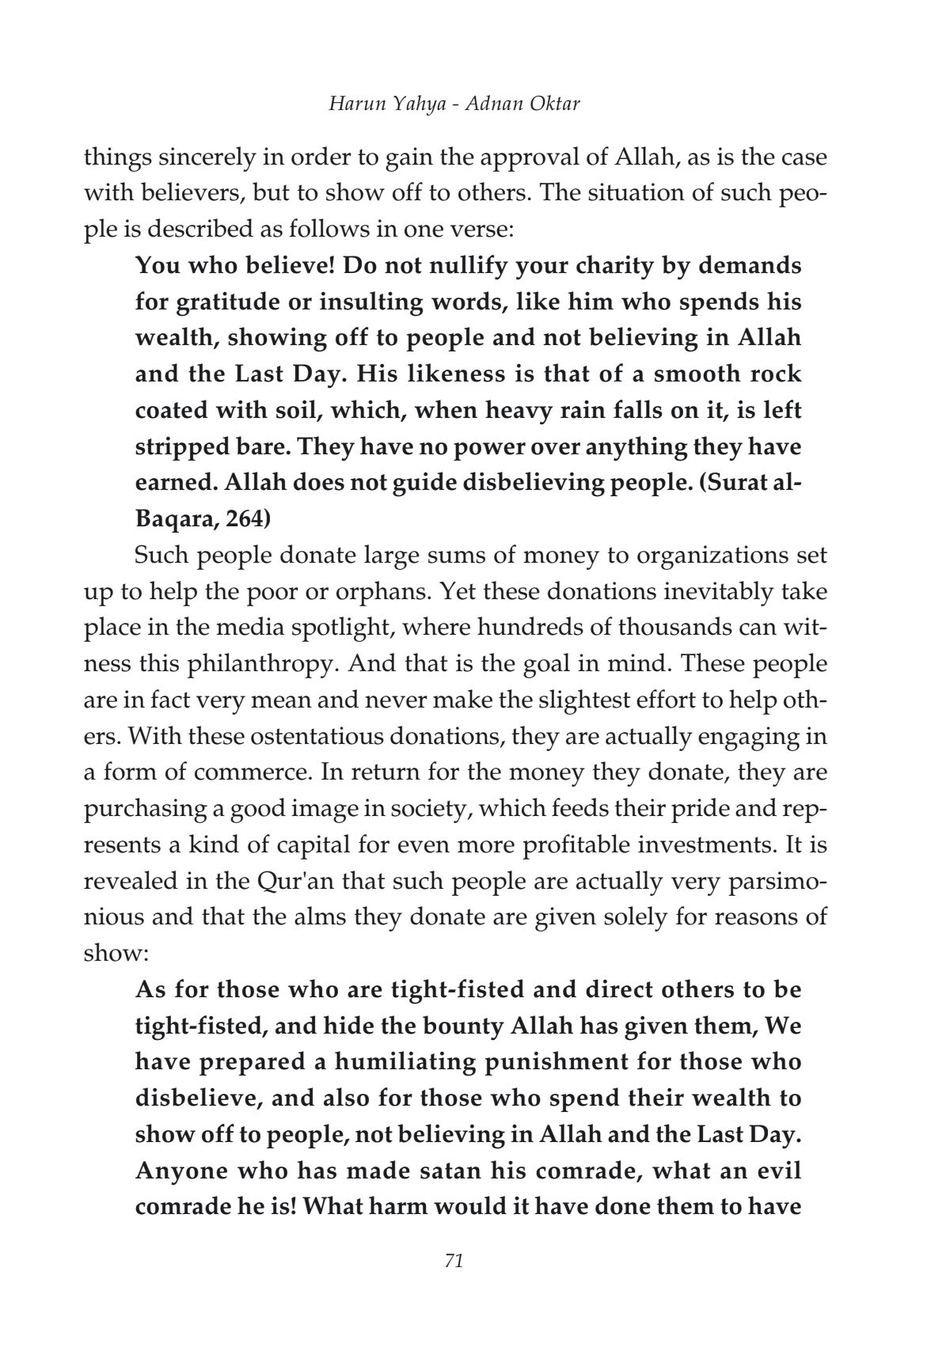 Harun Yahya - Adnan Oktar
things sincerely in order to gain the approval of Allah, as is the case
with believers, but to show off to others. The situation of such peo-
ple is described as follows in one verse:
You who believe! Do not nullify your charity by demands
for gratitude or insulting words, like him who spends his
wealth, showing off to people and not believing in Allah
and the Last Day. His likeness is that of a smooth rock
coated with soil, which, when heavy rain falls on it, is left
stripped bare. They have no power over anything they have
earned. Allah does not guide disbelieving people. (Surat al-
Baqara, 264)
Such people donate large sums of money to organizations set
up to help the poor or orphans. Yet these donations inevitably take
place in the media spotlight, where hundreds of thousands can wit-
ness this philanthropy. And that is the goal in mind. These people
are in fact very mean and never make the slightest effort to help oth-
ers. With these ostentatious donations, they are actually engaging in
a form of commerce. In return for the money they donate, they are
purchasing a good image in society, which feeds their pride and rep-
resents a kind of capital for even more profitable investments. It is
revealed in the Qur'an that such people are actually very parsimo-
nious and that the alms they donate are given solely for reasons of
show:
As for those who are tight-fisted and direct others to be
tight-fisted, and hide the bounty Allah has given them, We
have prepared a humiliating punishment for those who
disbelieve, and also for those who spend their wealth to
show off to people, not believing in Allah and the Last Day.
Anyone who has made satan his comrade, what an evil
comrade he is! What harm would it have done them to have
71